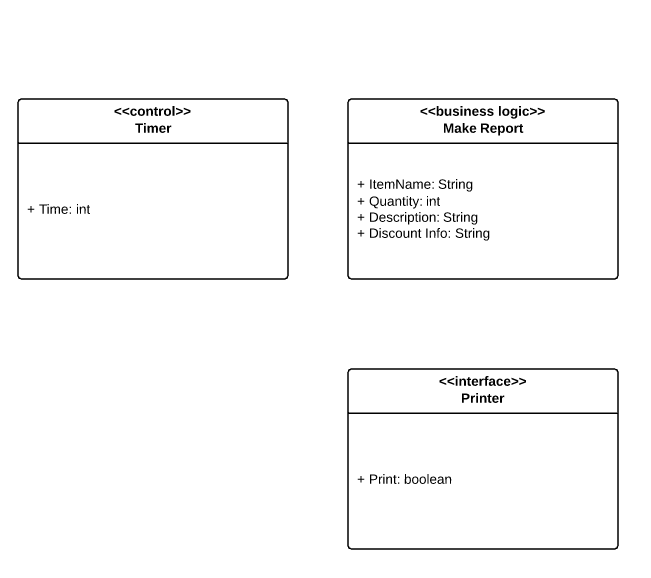 <<control>>
Timer
+ Time: int
<<business logic>>
Make Report
+ ItemName: String
+ Quantity: int
+ Description: String
+ Discount Info: String
<<interface>>
Printer
+ Print: boolean